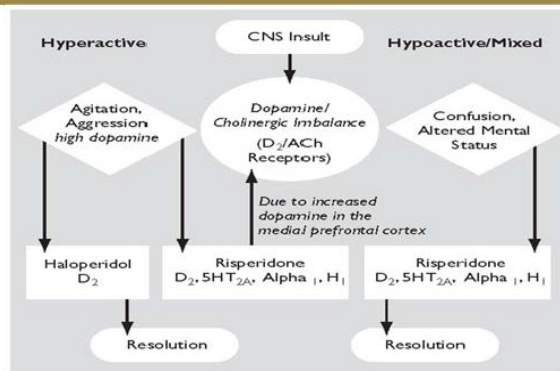 Hyperactive
CNS Insult
Hypoactive/Mixed
Agitation,
Aggression
high dopamine
Dopamine/
Cholinergic Imbalance
(D₂/ACh
Receptors)
Confusion,
Altered Mental
Status
Due to increased
dopamine in the
medial prefrontal cortex
Haloperidol
D₂
Risperidone
D₂, 5HT₂A, Alpha ₁, H₁
Risperidone
D₂, 5HT₂A, Alpha ₁, H₁
Resolution
Resolution